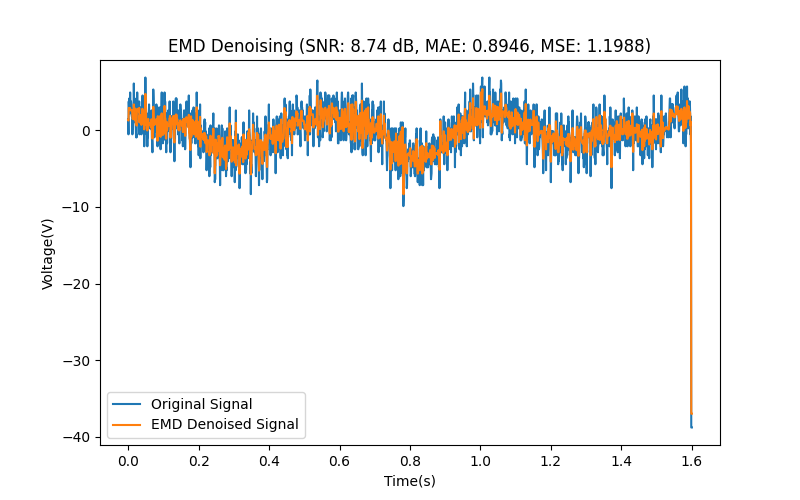 EMD Denoising (SNR: 8.74 dB, MAE: 0.8946, MSE: 1.1988)
0
−10
−20
−30
−40
Voltage(V)
Original Signal
EMD Denoised Signal
0.0 0.2 0.4 0.6 0.8 1.0 1.2 1.4 1.6
Time(s)